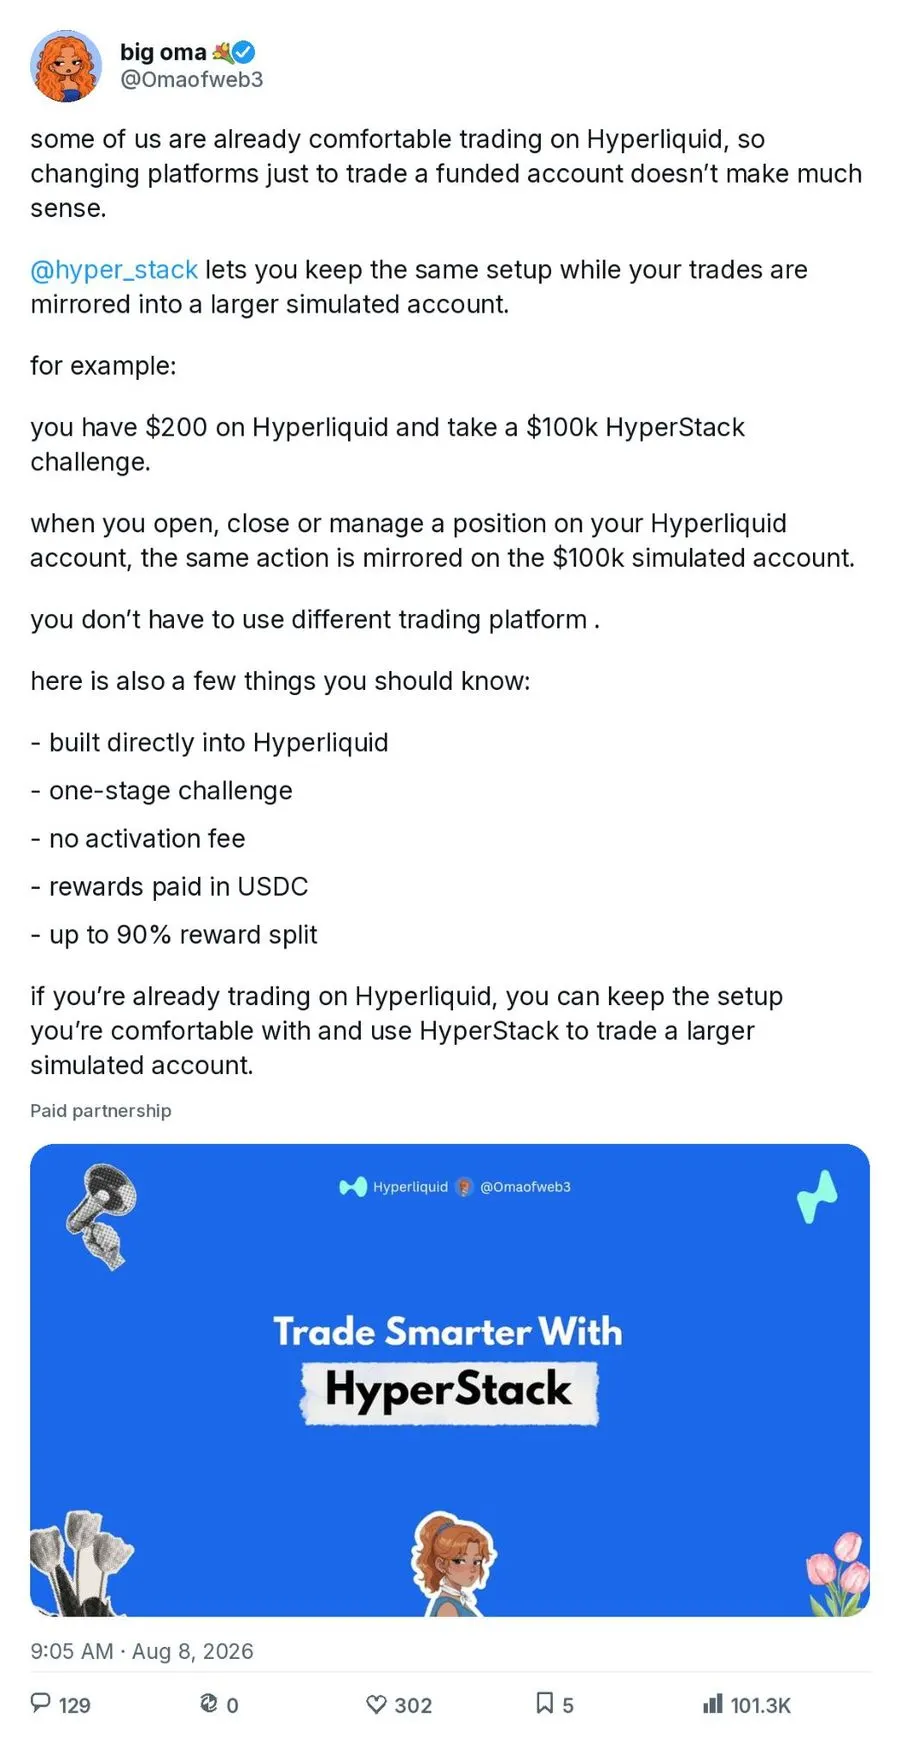 big oma
@Omaofweb3
some of us are already comfortable trading on Hyperliquid, so
changing platforms just to trade a funded account doesn’t make much
sense.
@hyper_stack lets you keep the same setup while your trades are
mirrored into a larger simulated account.
for example:
you have $200 on Hyperliquid and take a $100k HyperStack
challenge.
when you open, close or manage a position on your Hyperliquid
account, the same action is mirrored on the $100k simulated account.
you don’t have to use different trading platform .
here is also a few things you should know:
- built directly into Hyperliquid
- one-stage challenge
- no activation fee
- rewards paid in USDC
- up to 90% reward split
if you’re already trading on Hyperliquid, you can keep the setup
you’re comfortable with and use HyperStack to trade a larger
simulated account.
Paid partnership
Hyperliquid @Omaofweb3
Trade Smarter With
HyperStack
9:05 AM · Aug 8, 2026
129 0 302 5 101.3K